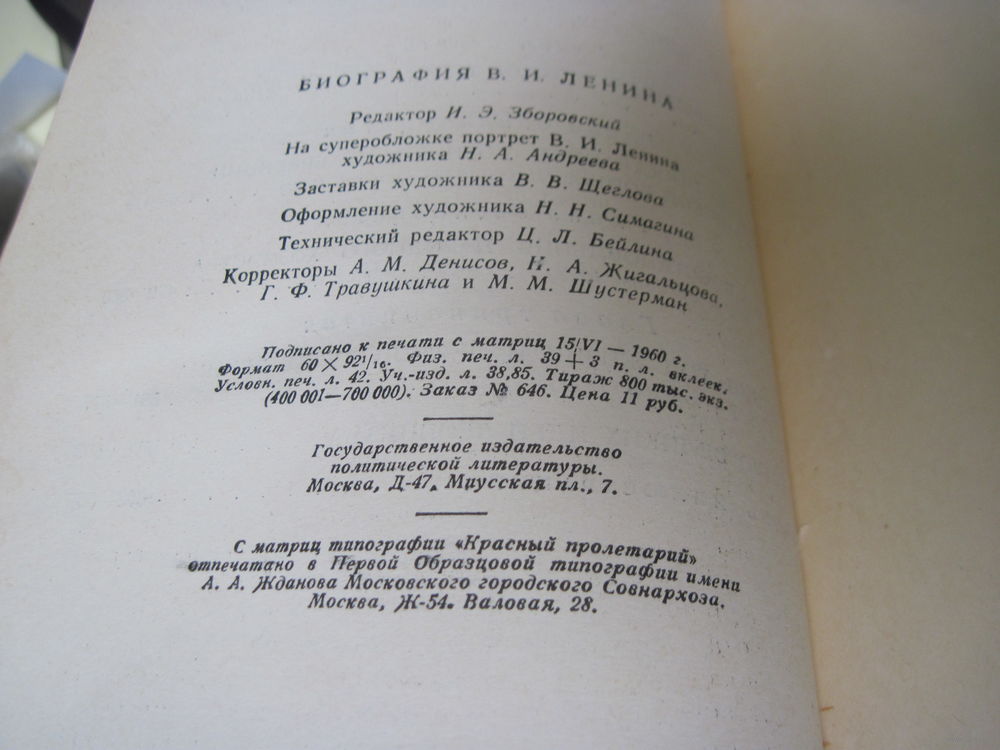 БИОГРАФИЯ В. И. ЛЕНИНА
Редактор И. Э. Зборовский
На суперобложке портрет В. И. Ленина
художника Н. А. Андреева
Заставки художника В. В. Щеглова
Оформление художника Н. Н. Симагина
Технический редактор Ц. Л. Бейлина
Корректоры А. М. Денисов, Н. А. Жигальцова,
Г. Ф. Травушкина и М. М. Шустерман
Подписано к печати с матриц 15/VI — 1960 г.
Формат 60 × 92 1/16. Физ. печ. л. 39 + 3 п. л. вклеек.
Условн. печ. л. 42. Уч.-изд. л. 38,85. Тираж 800 тыс. экз.
(400 001—700 000). Заказ № 646. Цена 11 руб.
Государственное издательство
политической литературы.
Москва, Д-47, Миусская пл., 7.
С матриц типографии «Красный пролетарий»
отпечатано в Первой Образцовой типографии имени
А. А. Жданова Московского городского Совнархоза.
Москва, Ж-54. Валовая, 28.